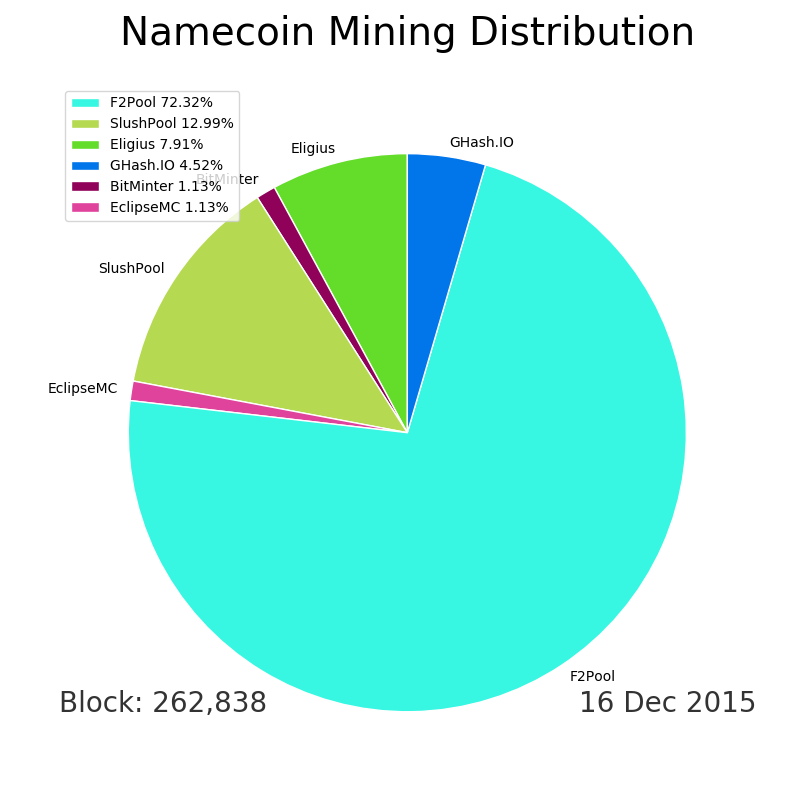 Namecoin Mining Distribution
F2Pool 72.32%
SlushPool 12.99%
Eligius 7.91%
GHash.IO 4.52%
BitMinter 1.13%
EclipseMC 1.13%
GHash.IO
Eligius
BitMinter
SlushPool
EclipseMC
F2Pool
Block: 262,838
16 Dec 2015